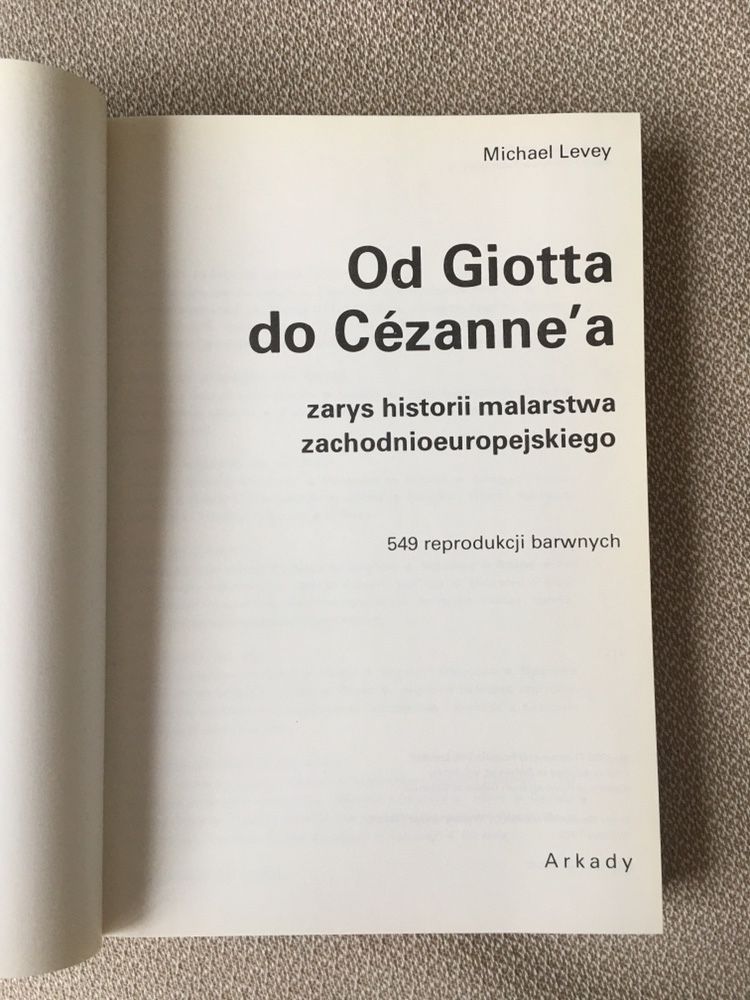 Michael Levey
Od Giotta
do Cézanne'a
zarys historii malarstwa
zachodnioeuropejskiego
549 reprodukcji barwnych
Arkady